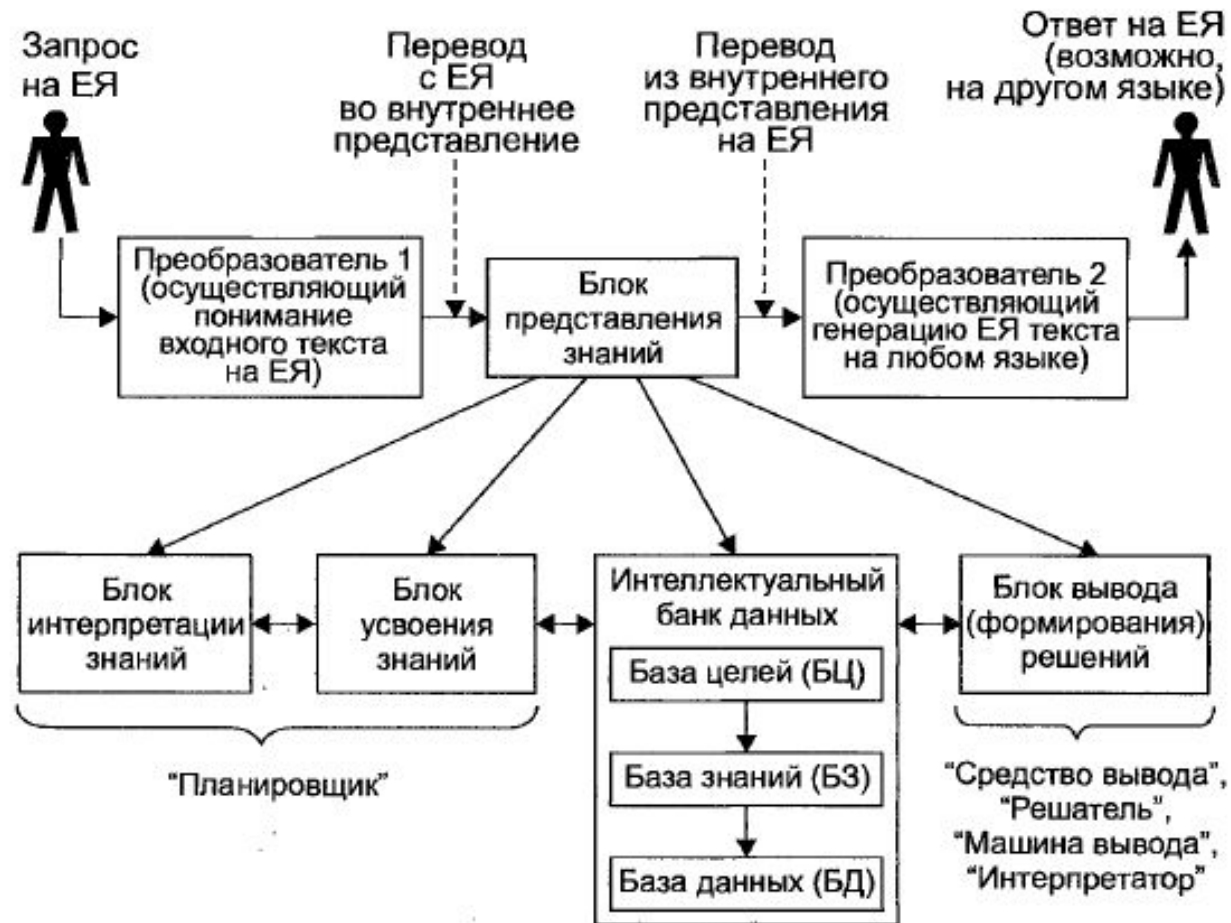 Запрос
на ЕЯ
Перевод
с ЕЯ
во внутреннее
представление
Перевод
из внутреннего
представления
на ЕЯ
Ответ на ЕЯ
(возможно,
на другом языке)
Преобразователь 1
(осуществляющий
понимание
входного текста
на ЕЯ)
Блок
представления
знаний
Преобразователь 2
(осуществляющий
генерацию ЕЯ текста
на любом языке)
Блок
интерпретации
знаний
Блок
усвоения
знаний
Интеллектуальный
банк данных
База целей (БЦ)
База знаний (БЗ)
База данных (БД)
Блок вывода
(формирования)
решений
“Планировщик”
“Средство вывода”,
“Решатель”,
“Машина вывода”,
“Интерпретатор”